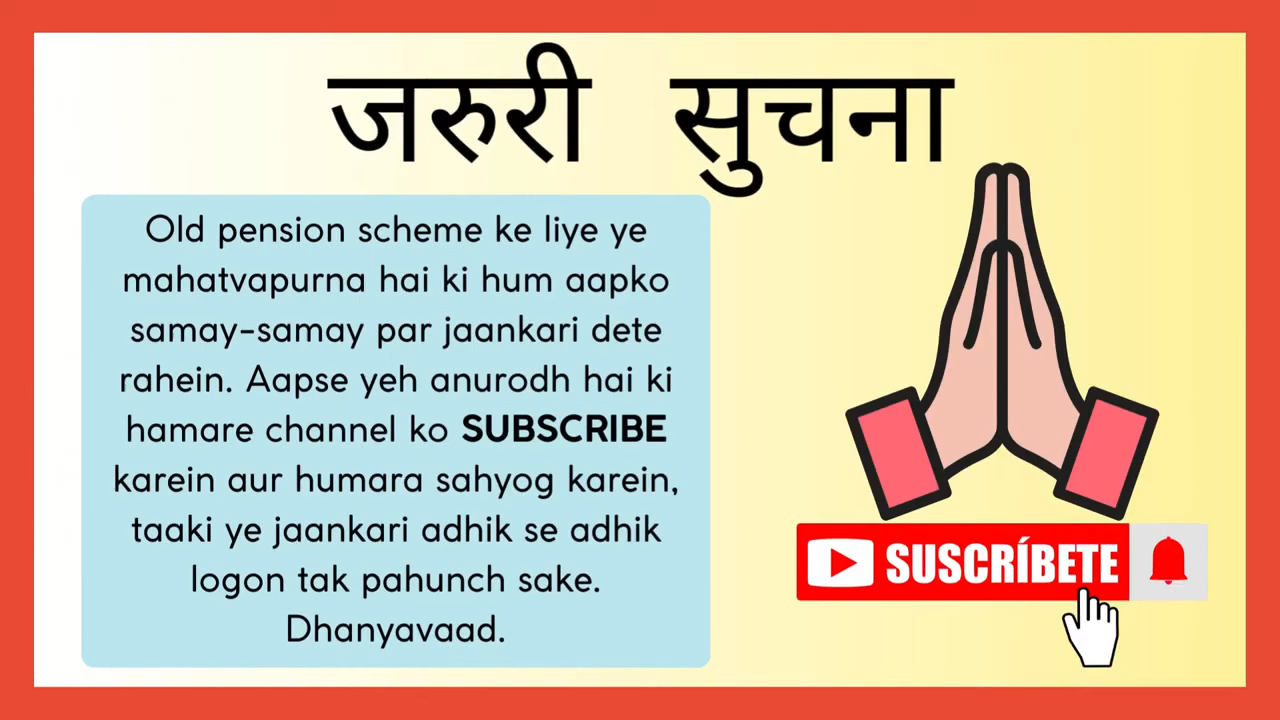 जरुरी सुचना
Old pension scheme ke liye ye
mahatvapurna hai ki hum aapko
samay-samay par jaankari dete
rahein. Aapse yeh anurodh hai ki
hamare channel ko SUBSCRIBE
karein aur humara sahyog karein,
taaki ye jaankari adhik se adhik
logon tak pahunch sake.
Dhanyavaad.
SUSCRÍBETE